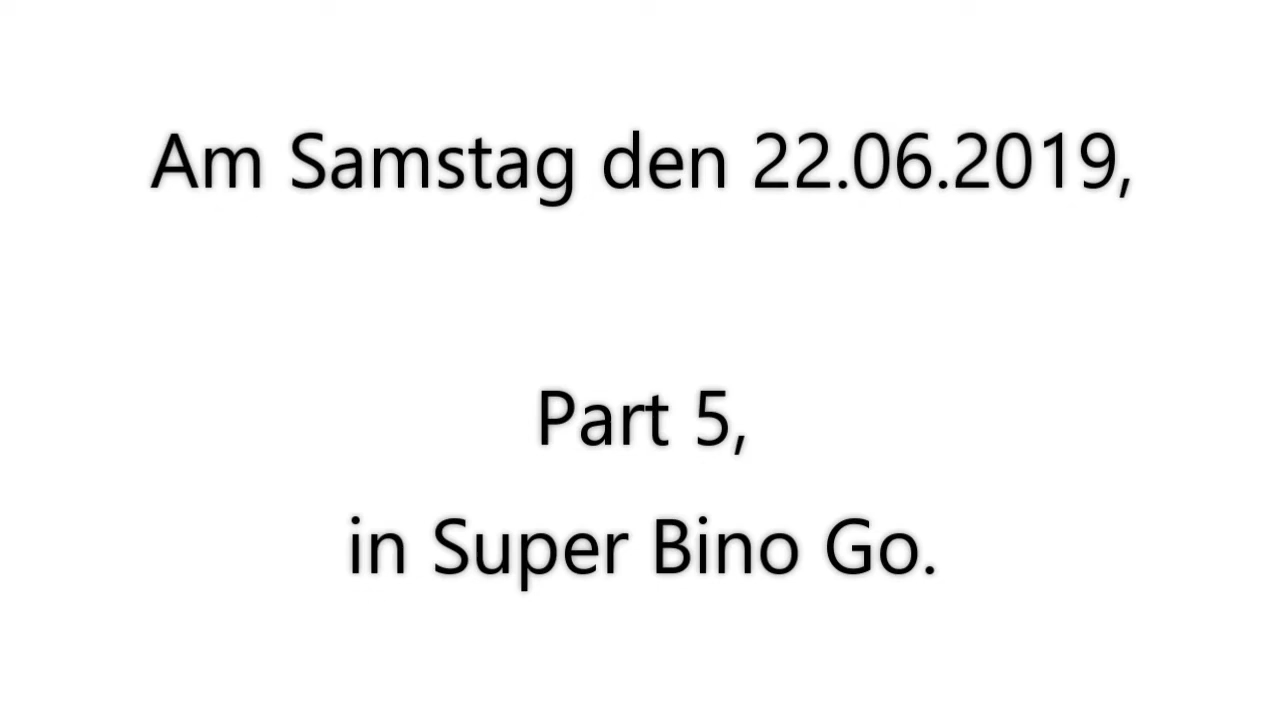 Am Samstag den 22.06.2019,
Part 5,
in Super Bino Go.